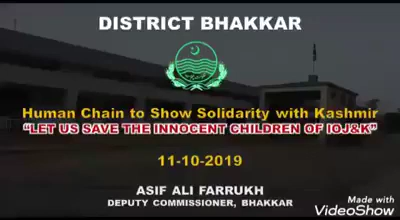 DISTRICT BHAKKAR
Human Chain to Show Solidarity with Kashmir
"LET US SAVE THE INNOCENT CHILDREN OF IOJ&K"
11-10-2019
ASIF ALI FARRUKH
DEPUTY COMMISSIONER, BHAKKAR
Made with
VideoShow